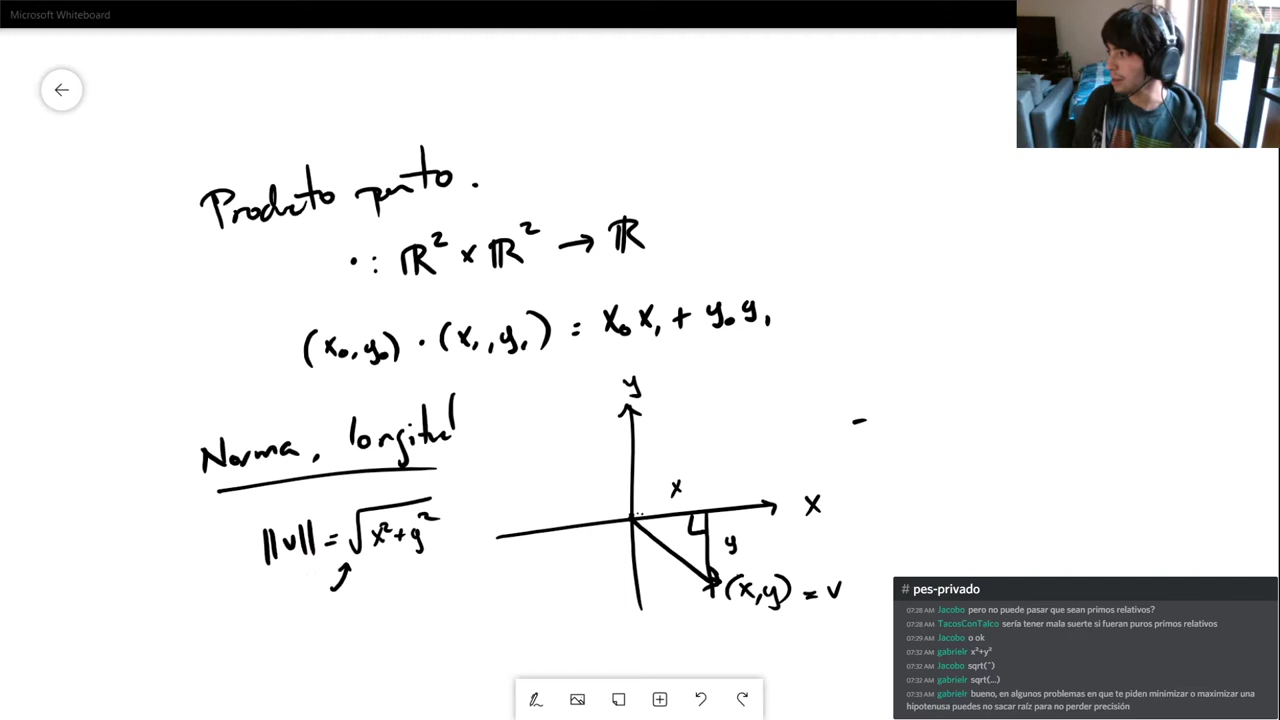 Microsoft Whiteboard
Producto punto.
· : ℝ² × ℝ² → ℝ
(x₀, y₀) · (x₁, y₁) = x₀ x₁ + y₀ y₁
y
Norma, longitud
x
X
||v|| = √x² + y²
y
(x, y) = v
# pes-privado
07:28 AM Jacobo pero no puede pasar que sean primos relativos?
07:28 AM TacosConTalco sería tener mala suerte si fueran puros primos relativos
07:29 AM Jacobo o ok
07:32 AM gabrielr x²+y²
07:32 AM Jacobo sqrt(ˆ)
07:32 AM gabrielr sqrt(...)
07:33 AM gabrielr bueno, en algunos problemas en que te piden minimizar o maximizar una
hipotenusa puedes no sacar raíz para no perder precisión